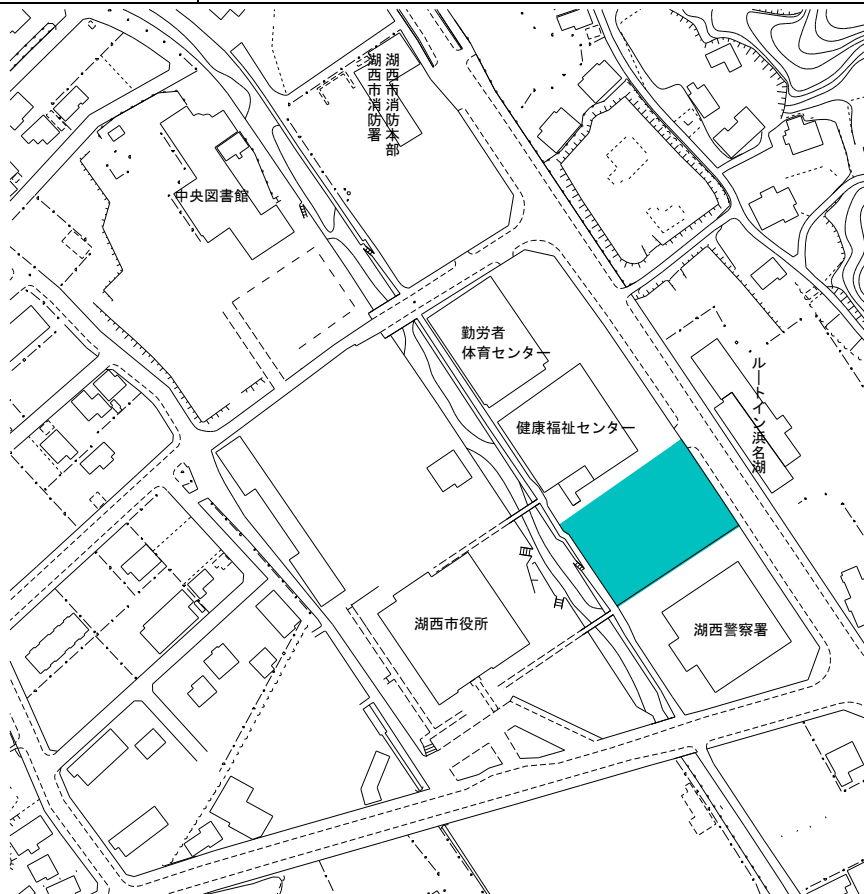 湖西市消防本部
湖西市消防署
中央図書館
勤労者
体育センター
健康福祉センター
ルートイン浜名湖
湖西市役所
湖西警察署